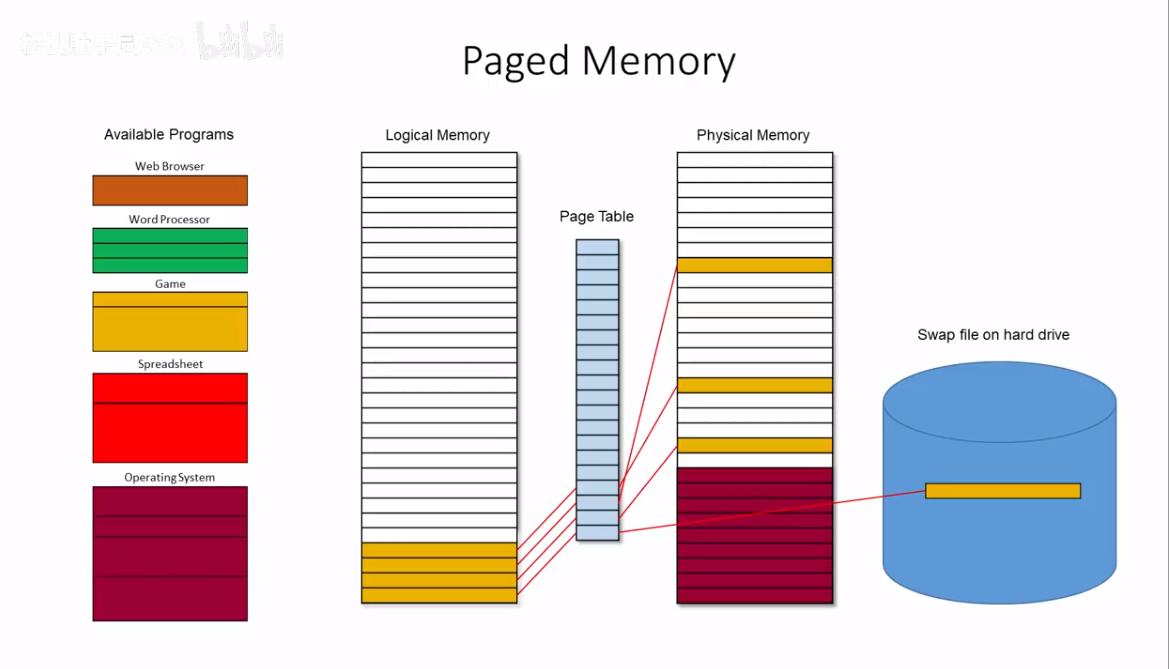 bilibili
Paged Memory
Available Programs
Logical Memory
Physical Memory
Web Browser
Word Processor
Page Table
Game
Swap file on hard drive
Spreadsheet
Operating System